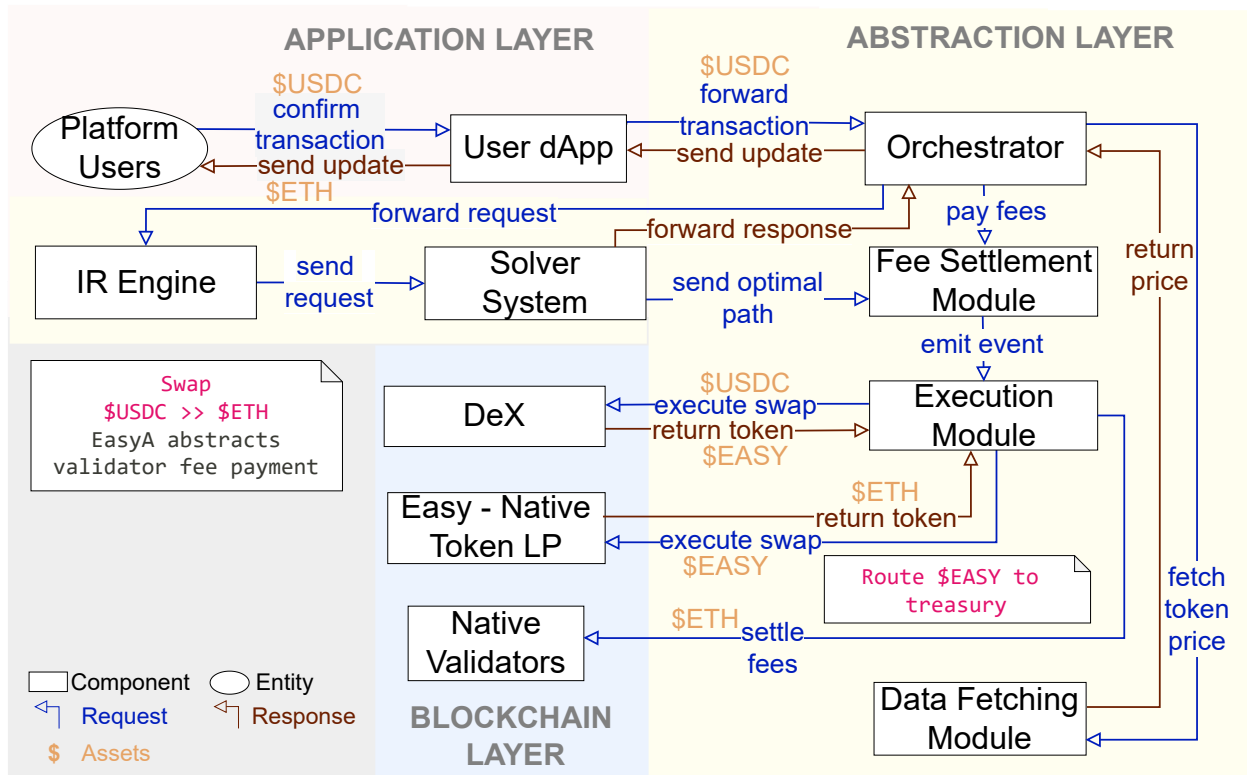 APPLICATION LAYER
ABSTRACTION LAYER
$USDC
confirm
transaction
send update
$ETH
Platform
Users
User dApp
$USDC
forward
transaction
send update
Orchestrator
forward request
forward response
pay fees
return
price
IR Engine
send
request
Solver
System
send optimal
path
Fee Settlement
Module
emit event
Swap
$USDC >> $ETH
EasyA abstracts
validator fee payment
DeX
$USDC
execute swap
return token
$EASY
Execution
Module
Easy - Native
Token LP
$ETH
return token
execute swap
$EASY
Route $EASY to
treasury
fetch
token
price
Native
Validators
$ETH
settle
fees
Data Fetching
Module
Component
Entity
Request
Response
$ Assets
BLOCKCHAIN
LAYER